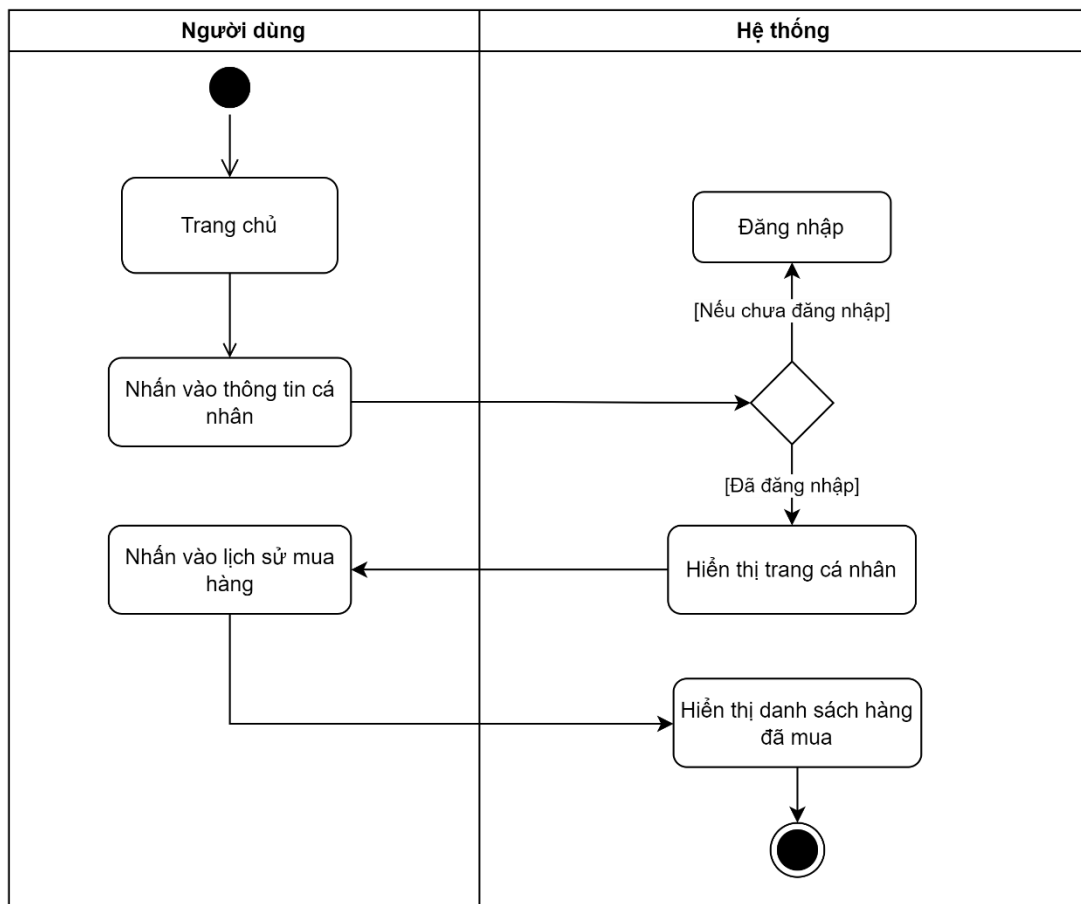 Người dùng
Hệ thống
Trang chủ
Đăng nhập
[Nếu chưa đăng nhập]
Nhấn vào thông tin cá
nhân
[Đã đăng nhập]
Nhấn vào lịch sử mua
hàng
Hiển thị trang cá nhân
Hiển thị danh sách hàng
đã mua